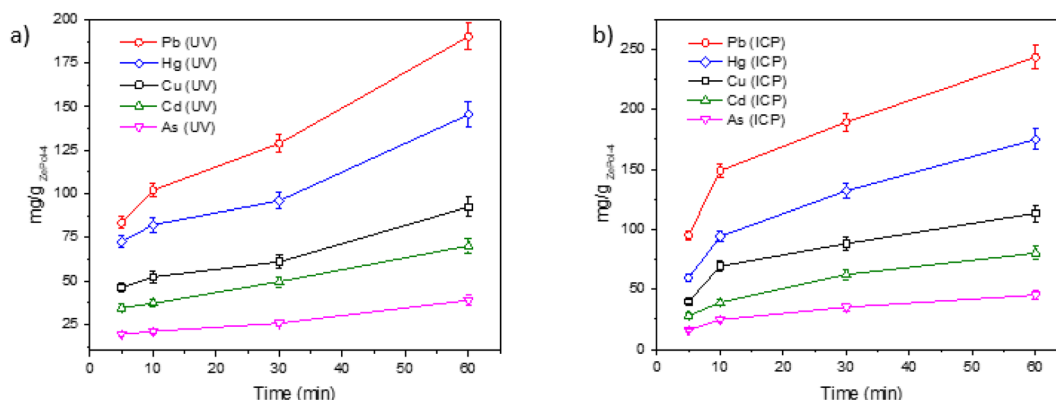 a)
200
175
150
125
100
75
50
25
mg/g ZePol-4
Pb (UV)
Hg (UV)
Cu (UV)
Cd (UV)
As (UV)
0 10 20 30 40 50 60
Time (min)
b)
250
200
150
100
50
0
mg/g ZePol-4
Pb (ICP)
Hg (ICP)
Cu (ICP)
Cd (ICP)
As (ICP)
0 10 20 30 40 50 60
Time (min)